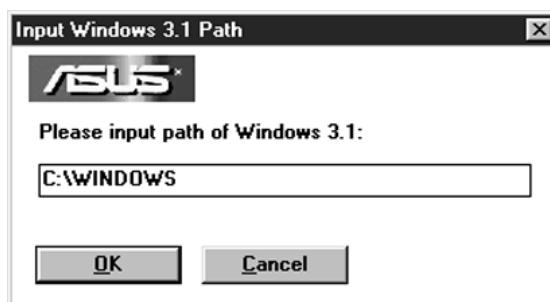 Input Windows 3.1 Path
ASUS
Please input path of Windows 3.1:
C:\WINDOWS
OK
Cancel